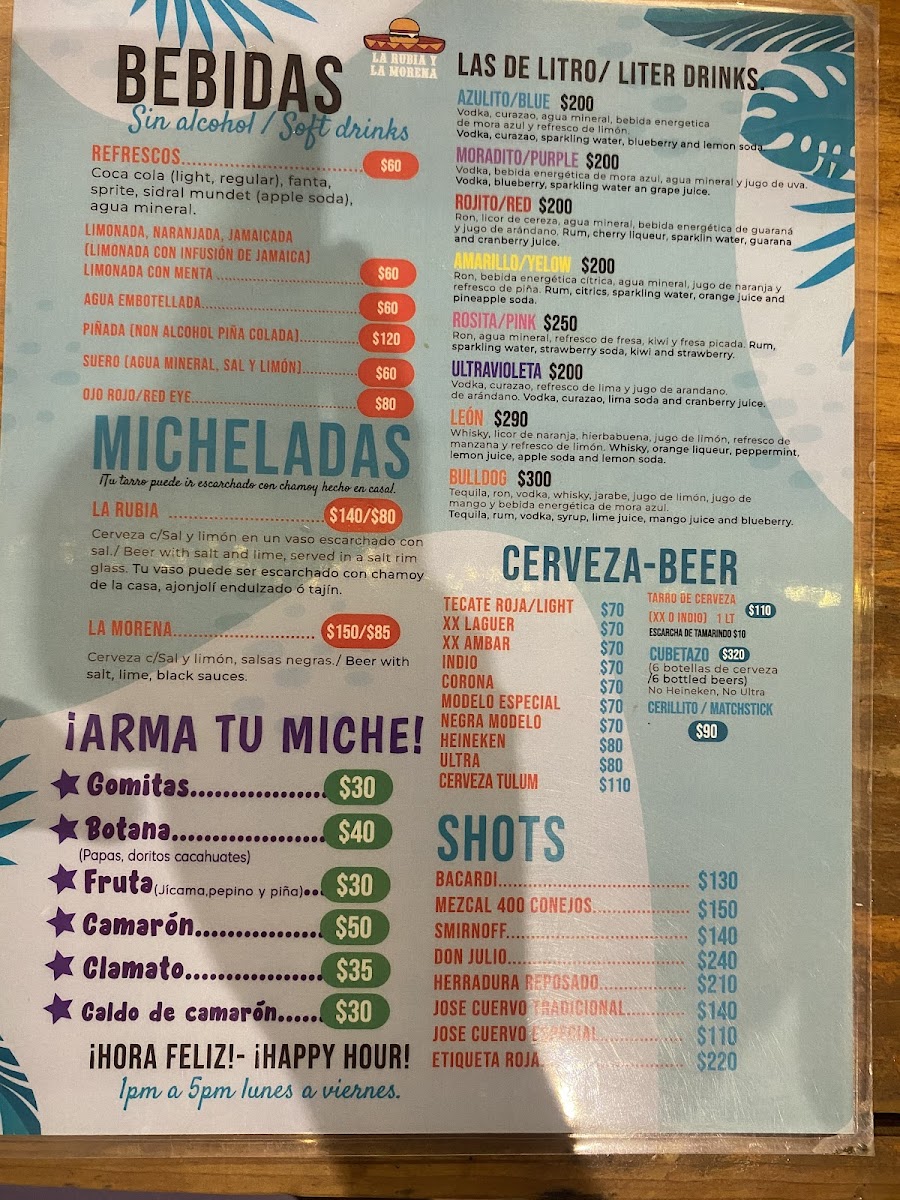 LA RUBIA Y
LA MORENA
BEBIDAS
Sin alcohol / Soft drinks
REFRESCOS.......................... $60
Coca cola (light, regular), fanta,
sprite, sidral mundet (apple soda),
agua mineral.
LIMONADA, NARANJADA, JAMAICADA
(LIMONADA CON INFUSIÓN DE JAMAICA)
LIMONADA CON MENTA .......................... $60
AGUA EMBOTELLADA.......................... $60
PIÑADA (NON ALCOHOL PIÑA COLADA)............ $120
SUERO (AGUA MINERAL, SAL Y LIMÓN)............ $60
OJO ROJO/RED EYE.......................... $80
MICHELADAS
¡Tu tarro puede ir escarchado con chamoy hecho en casa!.
LA RUBIA .......................... $140/$80
Cerveza c/Sal y limón en un vaso escarchado con
sal./ Beer with salt and lime, served in a salt rim
glass. Tu vaso puede ser escarchado con chamoy
de la casa, ajonjolí endulzado ó tajín.
LA MORENA.......................... $150/$85
Cerveza c/Sal y limón, salsas negras./ Beer with
salt, lime, black sauces.
¡ARMA TU MICHE!
Gomitas...................... $30
Botana...................... $40
(Papas, doritos cacahuates)
Fruta(Jícama,pepino y piña)... $30
Camarón...................... $50
Clamato...................... $35
Caldo de camarón...... $30
¡HORA FELIZ!- ¡HAPPY HOUR!
1pm a 5pm lunes a viernes.
LAS DE LITRO/ LITER DRINKS.
AZULITO/BLUE $200
Vodka, curazao, agua mineral, bebida energetica
de mora azul y refresco de limón.
Vodka, curazao, sparkling water, blueberry and lemon soda.
MORADITO/PURPLE $200
Vodka, bebida energética de mora azul, agua mineral y jugo de uva.
Vodka, blueberry, sparkling water an grape juice.
ROJITO/RED $200
Ron, licor de cereza, agua mineral, bebida energética de guaraná
y jugo de arándano. Rum, cherry liqueur, sparklin water, guarana
and cranberry juice.
AMARILLO/YELOW $200
Ron, bebida energética cítrica, agua mineral, jugo de naranja y
refresco de piña. Rum, citrics, sparkling water, orange juice and
pineapple soda.
ROSITA/PINK $250
Ron, agua mineral, refresco de fresa, kiwi y fresa picada. Rum,
sparkling water, strawberry soda, kiwi and strawberry.
ULTRAVIOLETA $200
Vodka, curazao, refresco de lima y jugo de arandano.
de arándano. Vodka, curazao, lima soda and cranberry juice.
LEÓN $290
Whisky, licor de naranja, hierbabuena, jugo de limón, refresco de
manzana y refresco de limón. Whisky, orange liqueur, peppermint,
lemon juice, apple soda and lemon soda.
BULLDOG $300
Tequila, ron, vodka, whisky, jarabe, jugo de limón, jugo de
mango y bebida energética de mora azul.
Tequila, rum, vodka, syrup, lime juice, mango juice and blueberry.
CERVEZA-BEER
TECATE ROJA/LIGHT $70
XX LAGUER $70
XX AMBAR $70
INDIO $70
CORONA $70
MODELO ESPECIAL $70
NEGRA MODELO $70
HEINEKEN $80
ULTRA $80
CERVEZA TULUM $110
TARRO DE CERVEZA
(XX O INDIO) 1 LT $110
ESCARCHA DE TAMARINDO $10
CUBETAZO $320
(6 botellas de cerveza
/6 bottled beers)
No Heineken, No Ultra
CERILLITO / MATCHSTICK
$90
SHOTS
BACARDI.......................... $130
MEZCAL 400 CONEJOS.............. $150
SMIRNOFF.......................... $140
DON JULIO.......................... $240
HERRADURA REPOSADO.............. $210
JOSE CUERVO TRADICIONAL.......... $140
JOSE CUERVO ESPECIAL.............. $110
ETIQUETA ROJA.................... $220